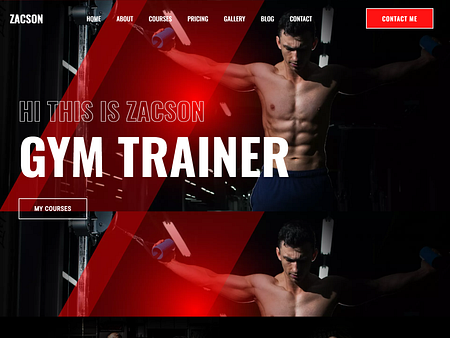 ZACSON
HOME ABOUT COURSES PRICING GALLERY BLOG CONTACT
CONTACT ME
HI THIS IS ZACSON
GYM TRAINER
MY COURSES